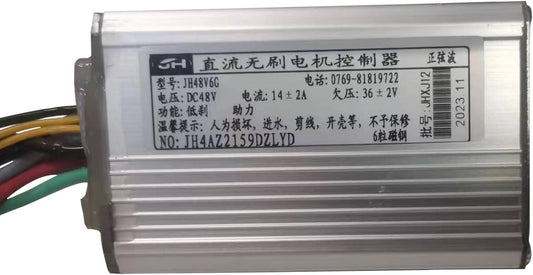 JH 直流无刷电机控制器 正弦波
型号: JH48V6G 电话: 0769-81819722
电压: DC48V 电流: 14±2A 欠压: 36±2V
功能: 低刹 助力
温馨提示: 人为损坏, 进水, 剪线, 开壳等, 不予保修
NO: JH4AZ2159DZLYD 6粒磁钢
批号: JHXJ12
2023 11